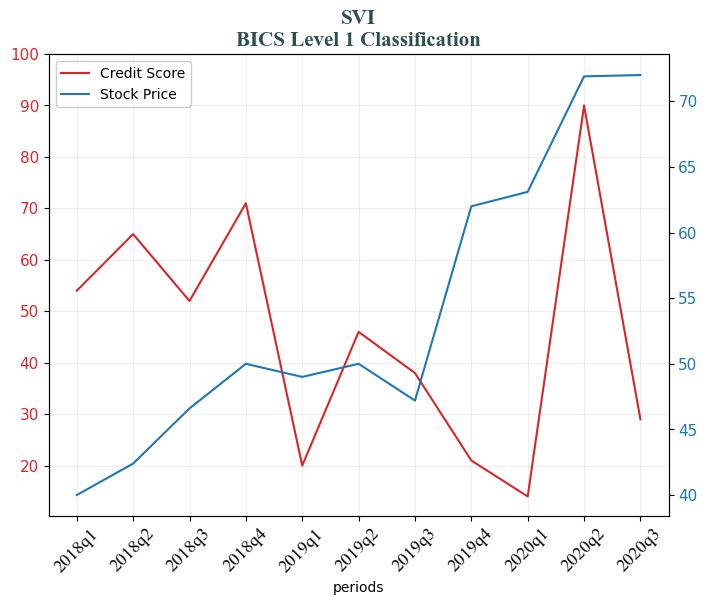 SVI
BICS Level 1 Classification
Credit Score
Stock Price
100
90
80
70
60
50
40
30
20
70
65
60
55
50
45
40
2018q1
2018q2
2018q3
2018q4
2019q1
2019q2
2019q3
2019q4
2020q1
2020q2
2020q3
periods